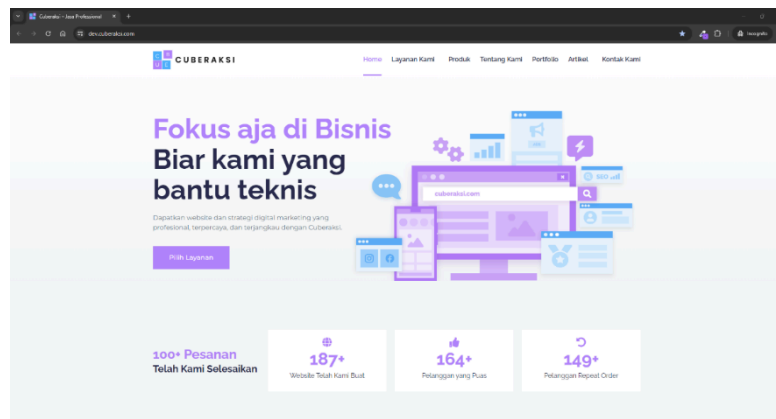 Cuberaksi - Jasa Profesional
dev.cuberaksi.com
Incognito
CUBERAKSI
Home Layanan Kami Produk Tentang Kami Portfolio Artikel Kontak Kami
Fokus aja di Bisnis
Biar kami yang
bantu teknis
Dapatkan website dan strategi digital marketing yang
profesional, terpercaya, dan terjangkau dengan Cuberaksi.
Pilih Layanan
cuberaksi.com
SEO
100+ Pesanan
Telah Kami Selesaikan
187+
Website Telah Kami Buat
164+
Pelanggan yang Puas
149+
Pelanggan Repeat Order